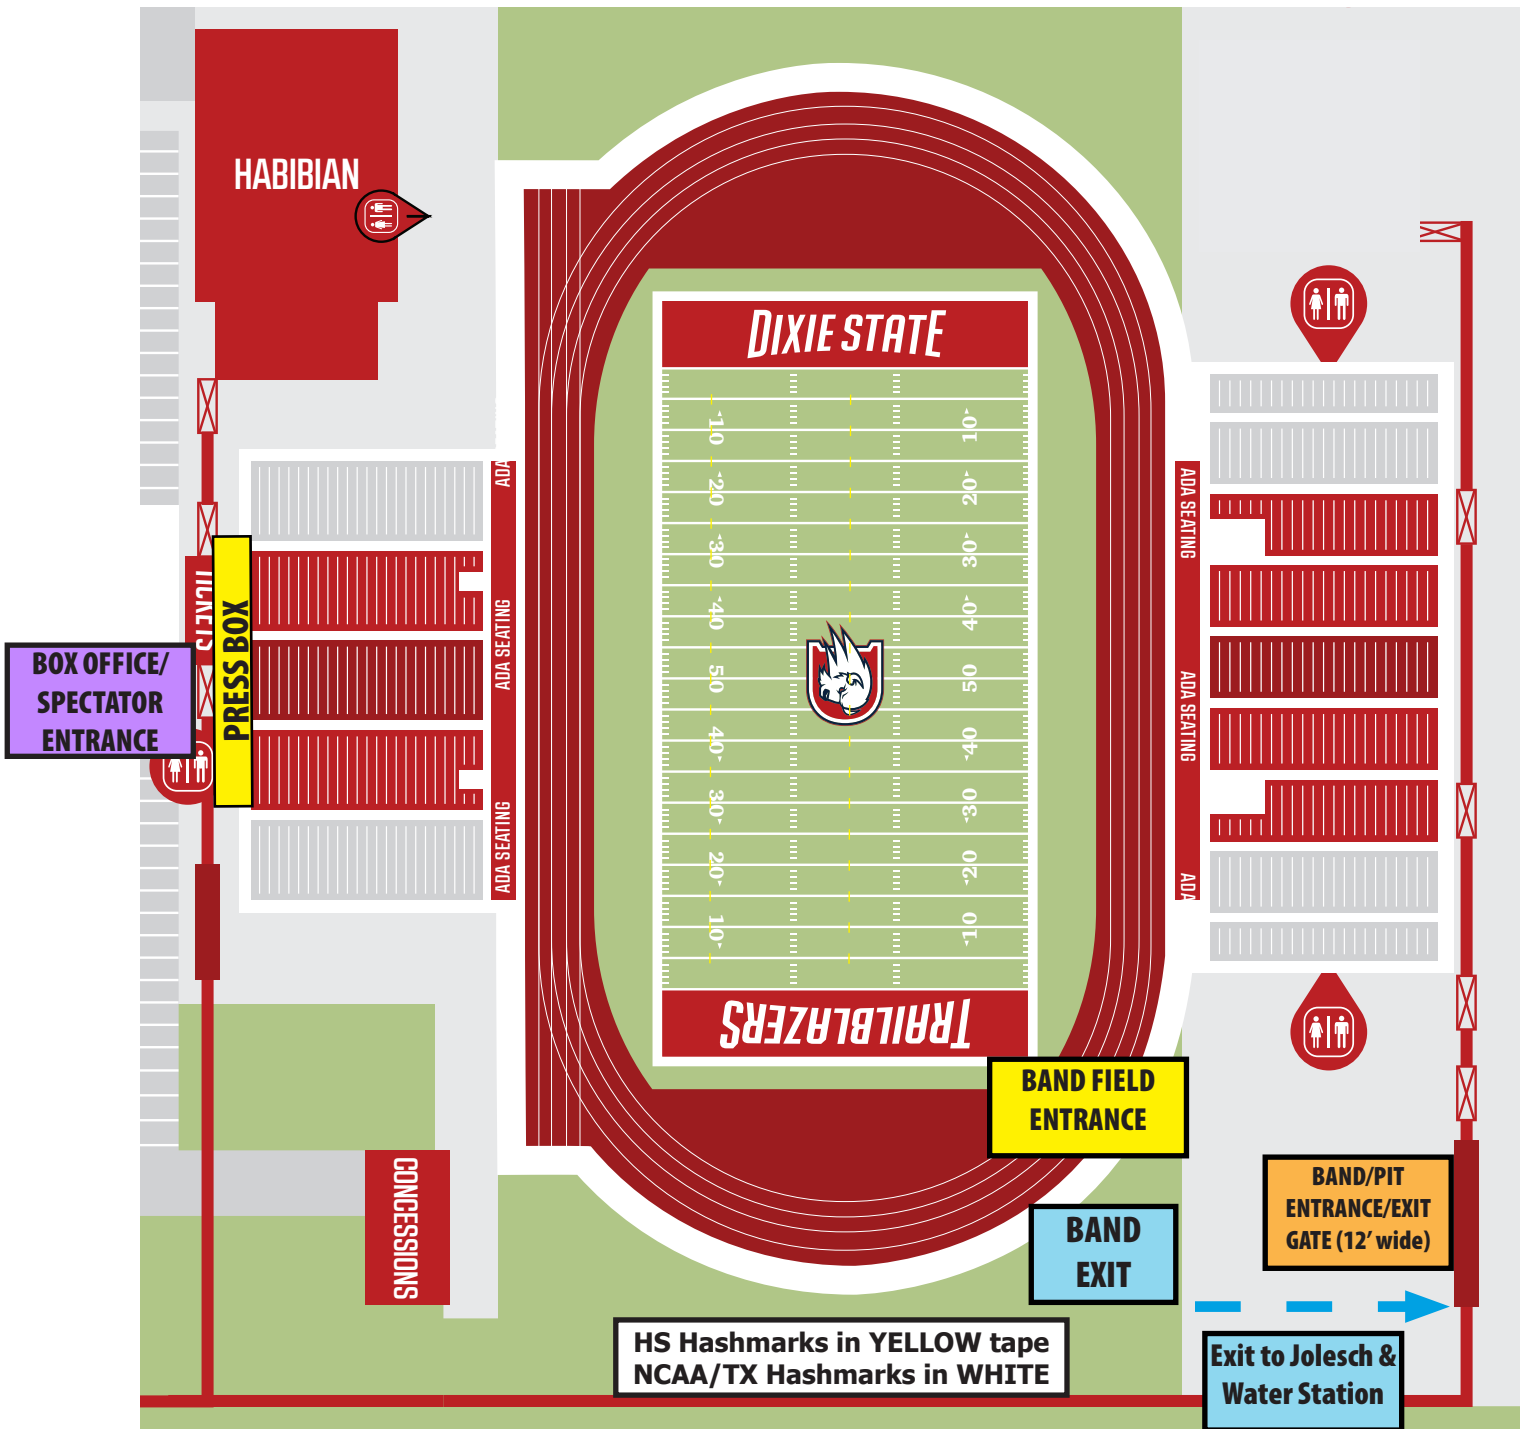 HABIBIAN
DIXIE STATE
10 10
20 20
30 30
40 40
50 50
40 40
30 30
20 20
10 10
TRAILBLAZERS
ADA
ADA SEATING
ADA SEATING
ADA SEATING
ADA SEATING
ADA
TICKETS
PRESS BOX
BOX OFFICE/
SPECTATOR
ENTRANCE
CONCESSIONS
BAND FIELD
ENTRANCE
BAND/PIT
ENTRANCE/EXIT
GATE (12’ wide)
BAND
EXIT
HS Hashmarks in YELLOW tape
NCAA/TX Hashmarks in WHITE
Exit to Jolesch &
Water Station